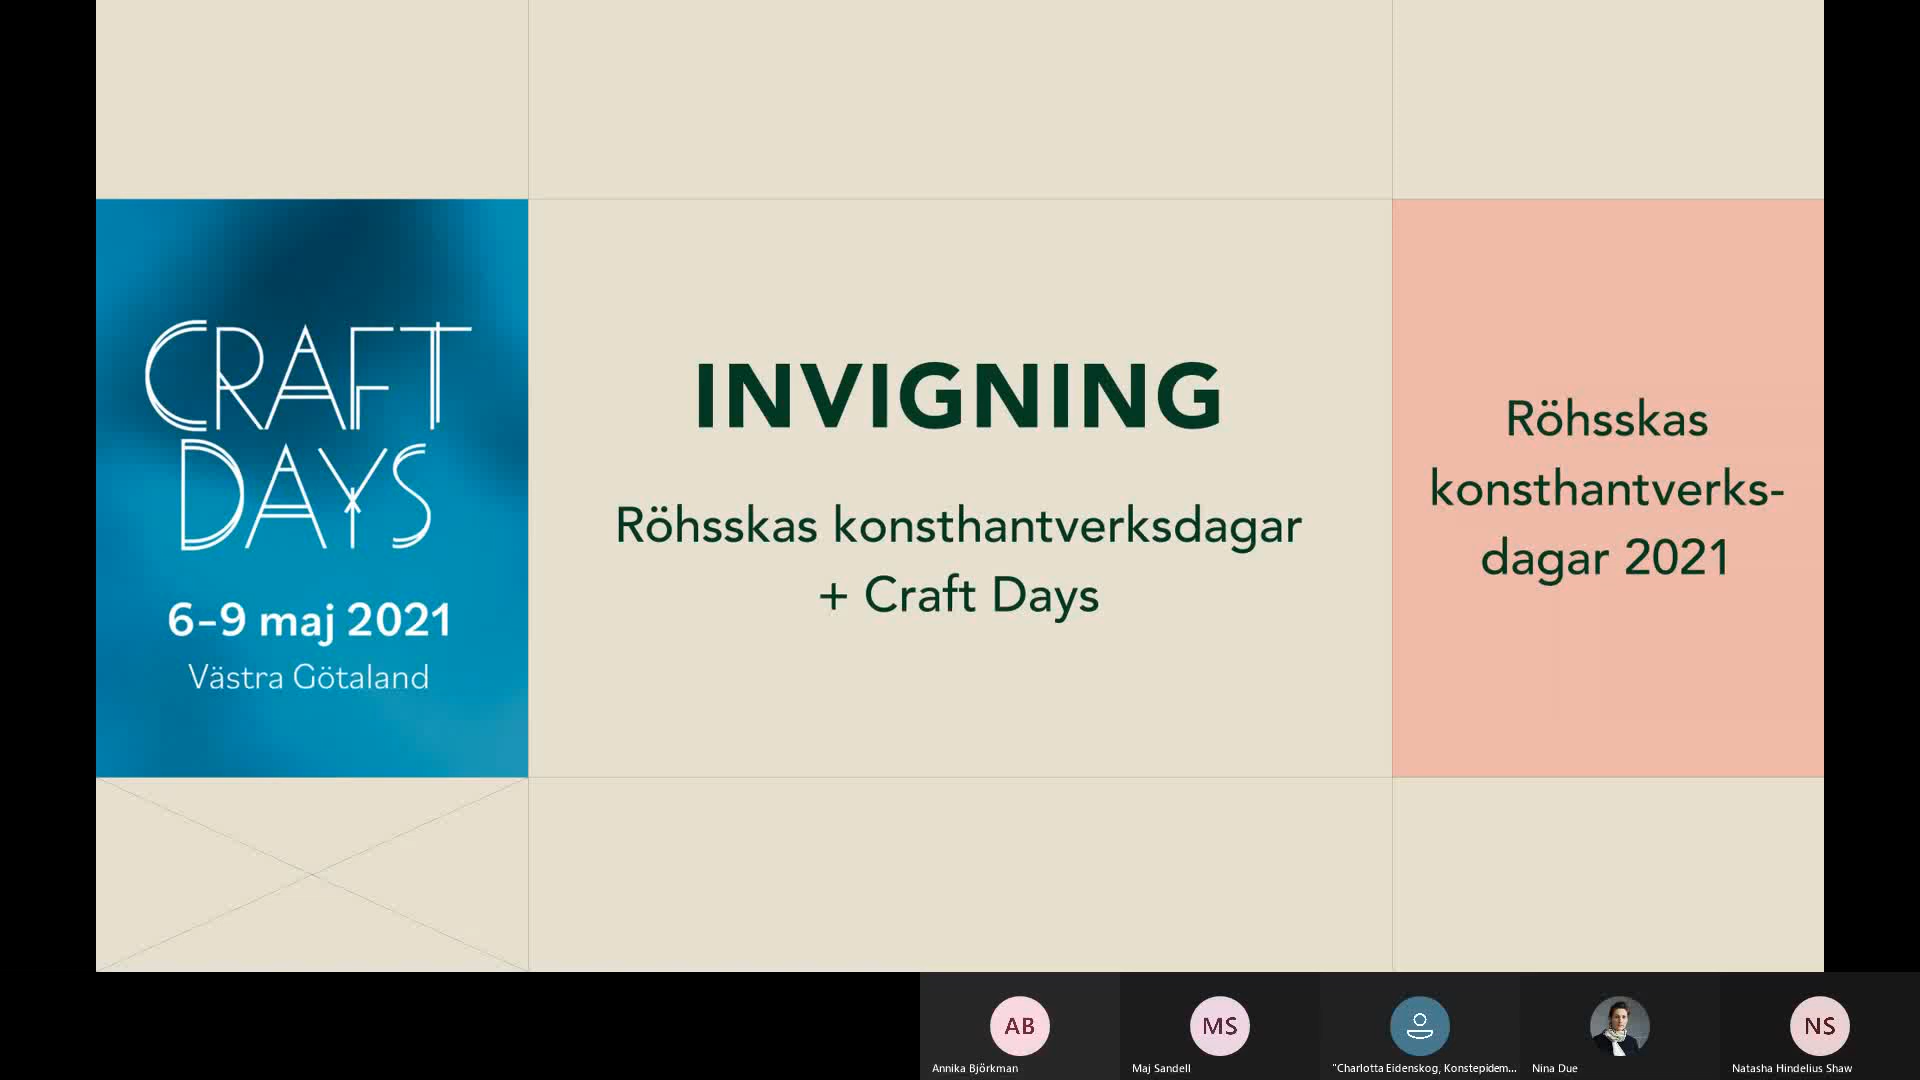 CRAFT
DAYS
6–9 maj 2021
Västra Götaland
INVIGNING
Röhsskas konsthantverksdagar
+ Craft Days
Röhsskas
konsthantverks-
dagar 2021
AB
MS
NS
Annika Björkman
Maj Sandell
"Charlotta Eidenskog, Konstepidem...
Nina Due
Natasha Hindelius Shaw